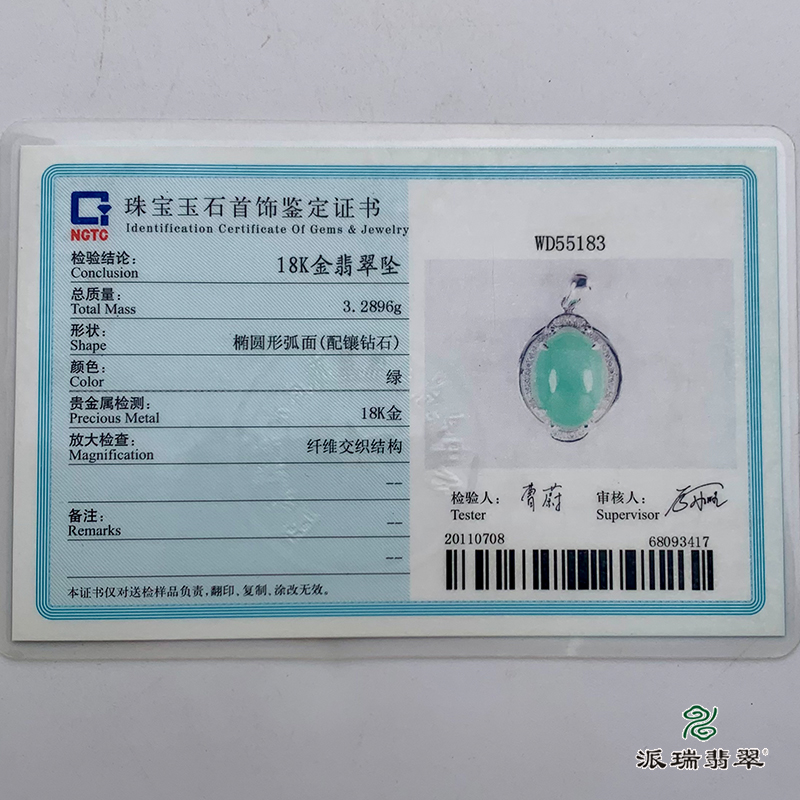 NGTC
珠宝玉石首饰鉴定证书
Identification Certificate Of Gems & Jewelry
检验结论: 18K金翡翠坠
Conclusion
总质量: 3.2896g
Total Mass
形状: 椭圆形弧面(配镶钻石)
Shape
颜色: 绿
Color
贵金属检测: 18K金
Precious Metal
放大检查: 纤维交织结构
Magnification
--
备注: --
Remarks
--
本证书仅对送检样品负责,翻印、复制、涂改无效。
WD55183
检验人: 曹蔚
Tester
审核人:
Supervisor
20110708 68093417
派瑞翡翠